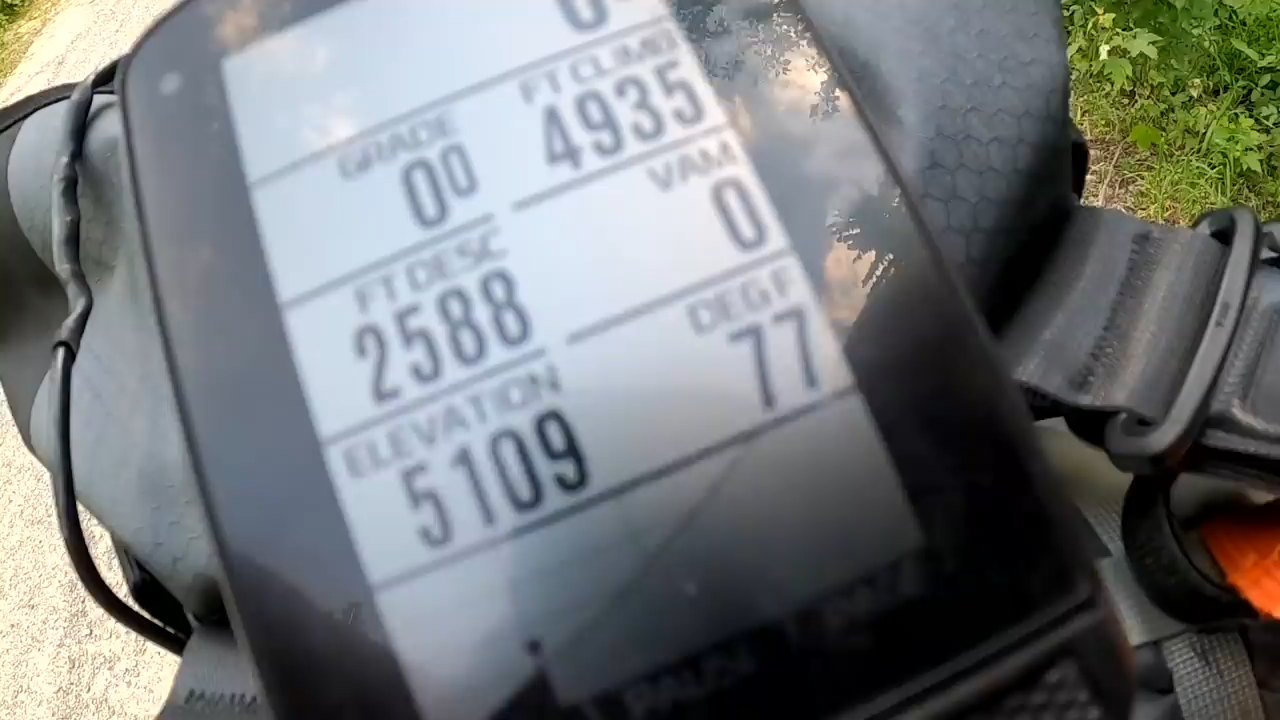 FT CLIMB
4935
GRADE
0⁰
VAM
0
FT DESC
2588
DEG F
77
ELEVATION
5109